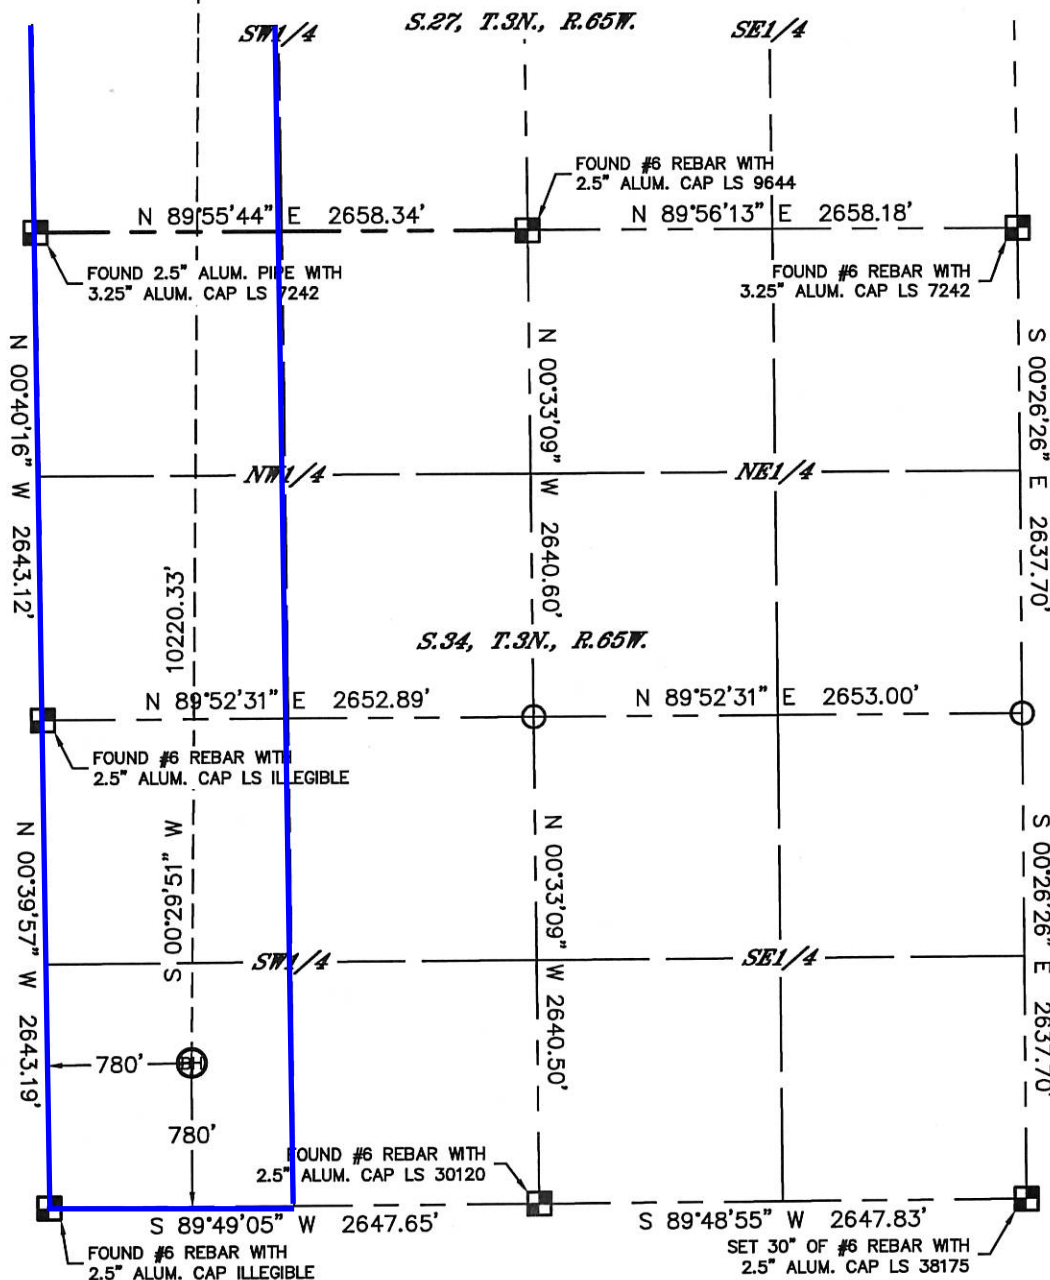 SW1/4
S.27, T.3N., R.65W.
SE1/4
FOUND #6 REBAR WITH
2.5" ALUM. CAP LS 9644
N 89°55'44" E 2658.34'
N 89°56'13" E 2658.18'
FOUND 2.5" ALUM. PIPE WITH
3.25" ALUM. CAP LS 7242
FOUND #6 REBAR WITH
3.25" ALUM. CAP LS 7242
N 00°40'16" W 2643.12'
N 00°33'09" W 2640.60'
S 00°26'26" E 2637.70'
NW1/4
NE1/4
10220.33'
S.34, T.3N., R.65W.
N 89°52'31" E 2652.89'
N 89°52'31" E 2653.00'
FOUND #6 REBAR WITH
2.5" ALUM. CAP LS ILLEGIBLE
N 00°39'57" W 2643.19'
S 00°29'51" W
N 00°33'09" W 2640.50'
S 00°26'26" E 2637.70'
SW1/4
SE1/4
780'
BH
780'
FOUND #6 REBAR WITH
2.5" ALUM. CAP LS 30120
S 89°49'05" W 2647.65'
S 89°48'55" W 2647.83'
FOUND #6 REBAR WITH
2.5" ALUM. CAP ILLEGIBLE
SET 30" OF #6 REBAR WITH
2.5" ALUM. CAP LS 38175